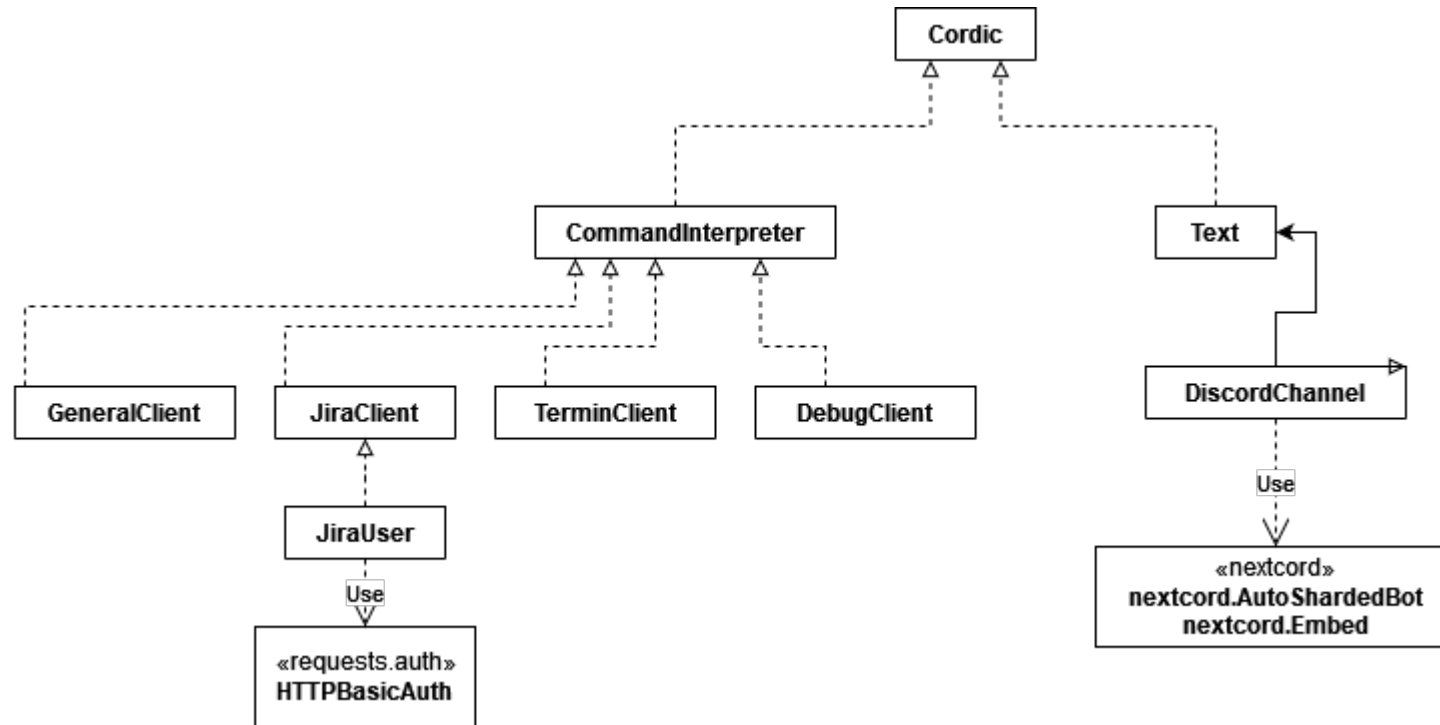 Cordic
CommandInterpreter
Text
DiscordChannel
GeneralClient
JiraClient
TerminClient
DebugClient
Use
JiraUser
«nextcord»
nextcord.AutoShardedBot
nextcord.Embed
Use
«requests.auth»
HTTPBasicAuth